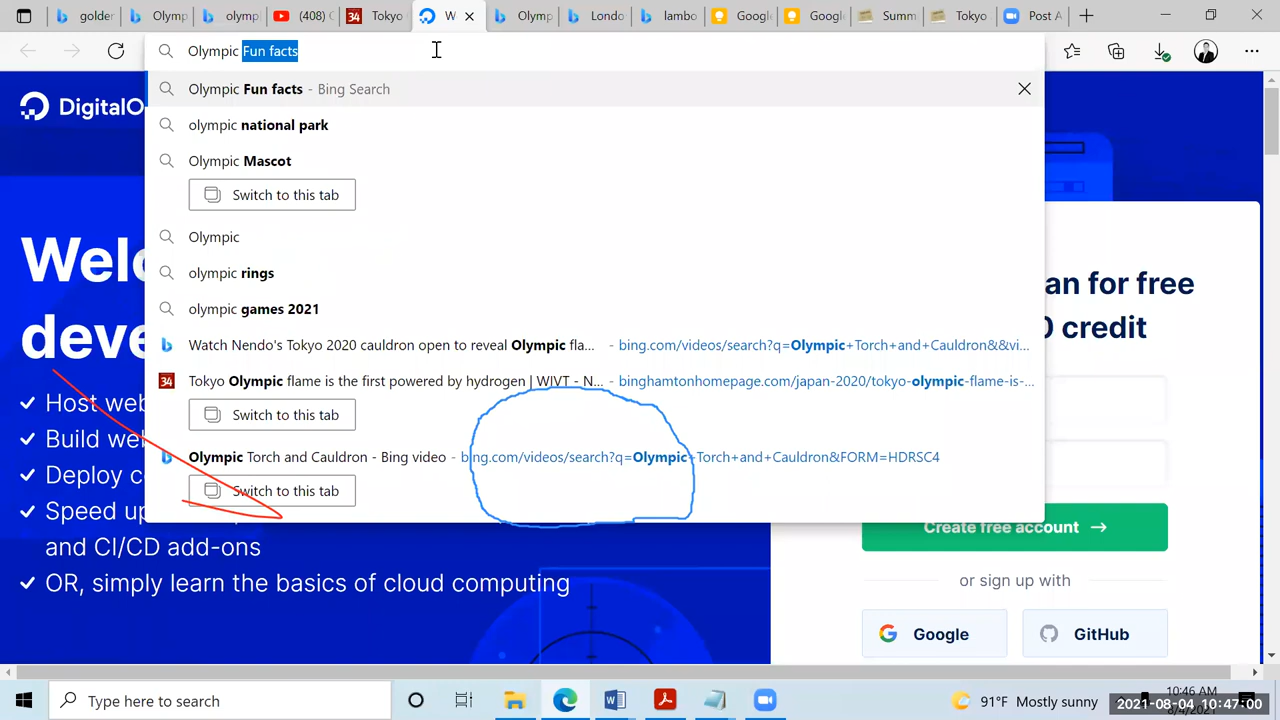 golder
Olymp
olymp
(408) C
34 Tokyo
W
Olymp
Londo
lambo
Google
Google
Summ
Tokyo
Post A
Olympic Fun facts
Olympic Fun facts - Bing Search
olympic national park
Olympic Mascot
Switch to this tab
Olympic
olympic rings
olympic games 2021
Watch Nendo's Tokyo 2020 cauldron open to reveal Olympic fla... - bing.com/videos/search?q=Olympic+Torch+and+Cauldron&&vi...
34 Tokyo Olympic flame is the first powered by hydrogen | WIVT - N... - binghamtonhomepage.com/japan-2020/tokyo-olympic-flame-is-...
Switch to this tab
Olympic Torch and Cauldron - Bing video - bing.com/videos/search?q=Olympic+Torch+and+Cauldron&FORM=HDRSC4
Switch to this tab
DigitalO
Welc
deve
Host web
Build web
Deploy c
Speed up
and CI/CD add-ons
OR, simply learn the basics of cloud computing
an for free
0 credit
Create free account →
or sign up with
Google
GitHub
Type here to search
91°F Mostly sunny
10:46 AM
2021-08-04 10:47:00